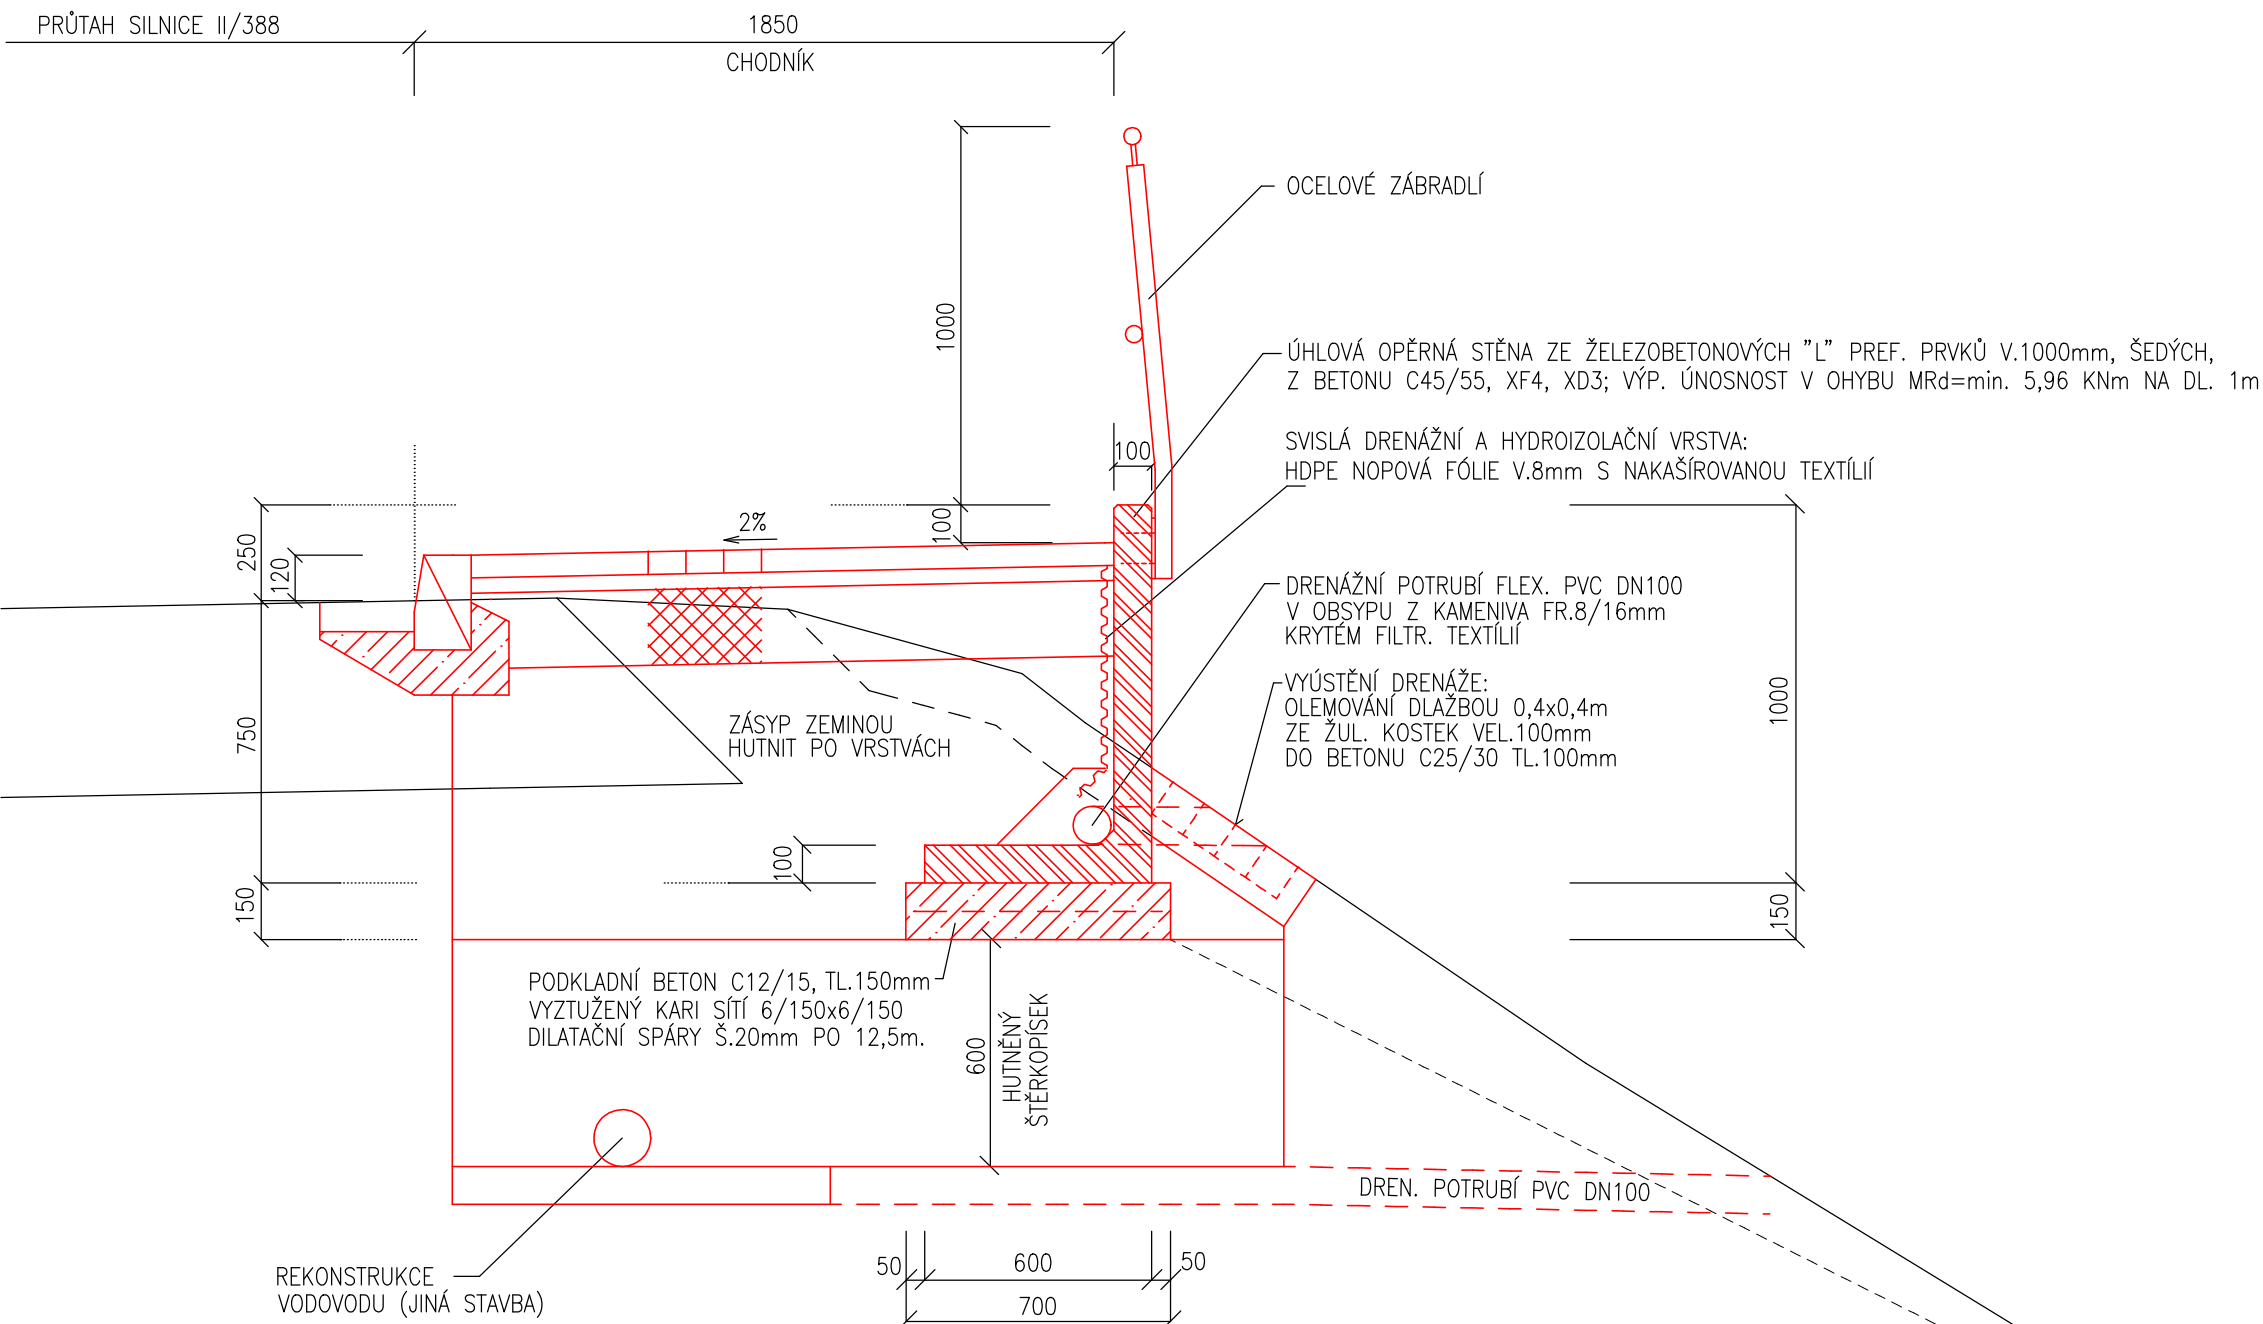 PRŮTAH SILNICE II/388
1850
CHODNÍK
OCELOVÉ ZÁBRADLÍ
1000
ÚHLOVÁ OPĚRNÁ STĚNA ZE ŽELEZOBETONOVÝCH "L" PREF. PRVKŮ V.1000mm, ŠEDÝCH,
Z BETONU C45/55, XF4, XD3; VÝP. ÚNOSNOST V OHYBU MRd=min. 5,96 KNm NA DL. 1m
SVISLÁ DRENÁŽNÍ A HYDROIZOLAČNÍ VRSTVA:
HDPE NOPOVÁ FÓLIE V.8mm S NAKAŠÍROVANOU TEXTÍLIÍ
100
100
2%
250
120
DRENÁŽNÍ POTRUBÍ FLEX. PVC DN100
V OBSYPU Z KAMENIVA FR.8/16mm
KRYTÉM FILTR. TEXTÍLIÍ
VYÚSTĚNÍ DRENÁŽE:
OLEMOVÁNÍ DLAŽBOU 0,4x0,4m
ZE ŽUL. KOSTEK VEL.100mm
DO BETONU C25/30 TL.100mm
1000
750
ZÁSYP ZEMINOU
HUTNIT PO VRSTVÁCH
100
150
150
PODKLADNÍ BETON C12/15, TL.150mm
VYZTUŽENÝ KARI SÍTÍ 6/150x6/150
DILATAČNÍ SPÁRY Š.20mm PO 12,5m.
600
HUTNĚNÝ
ŠTĚRKOPÍSEK
DREN. POTRUBÍ PVC DN100
REKONSTRUKCE
VODOVODU (JINÁ STAVBA)
50
600
50
700